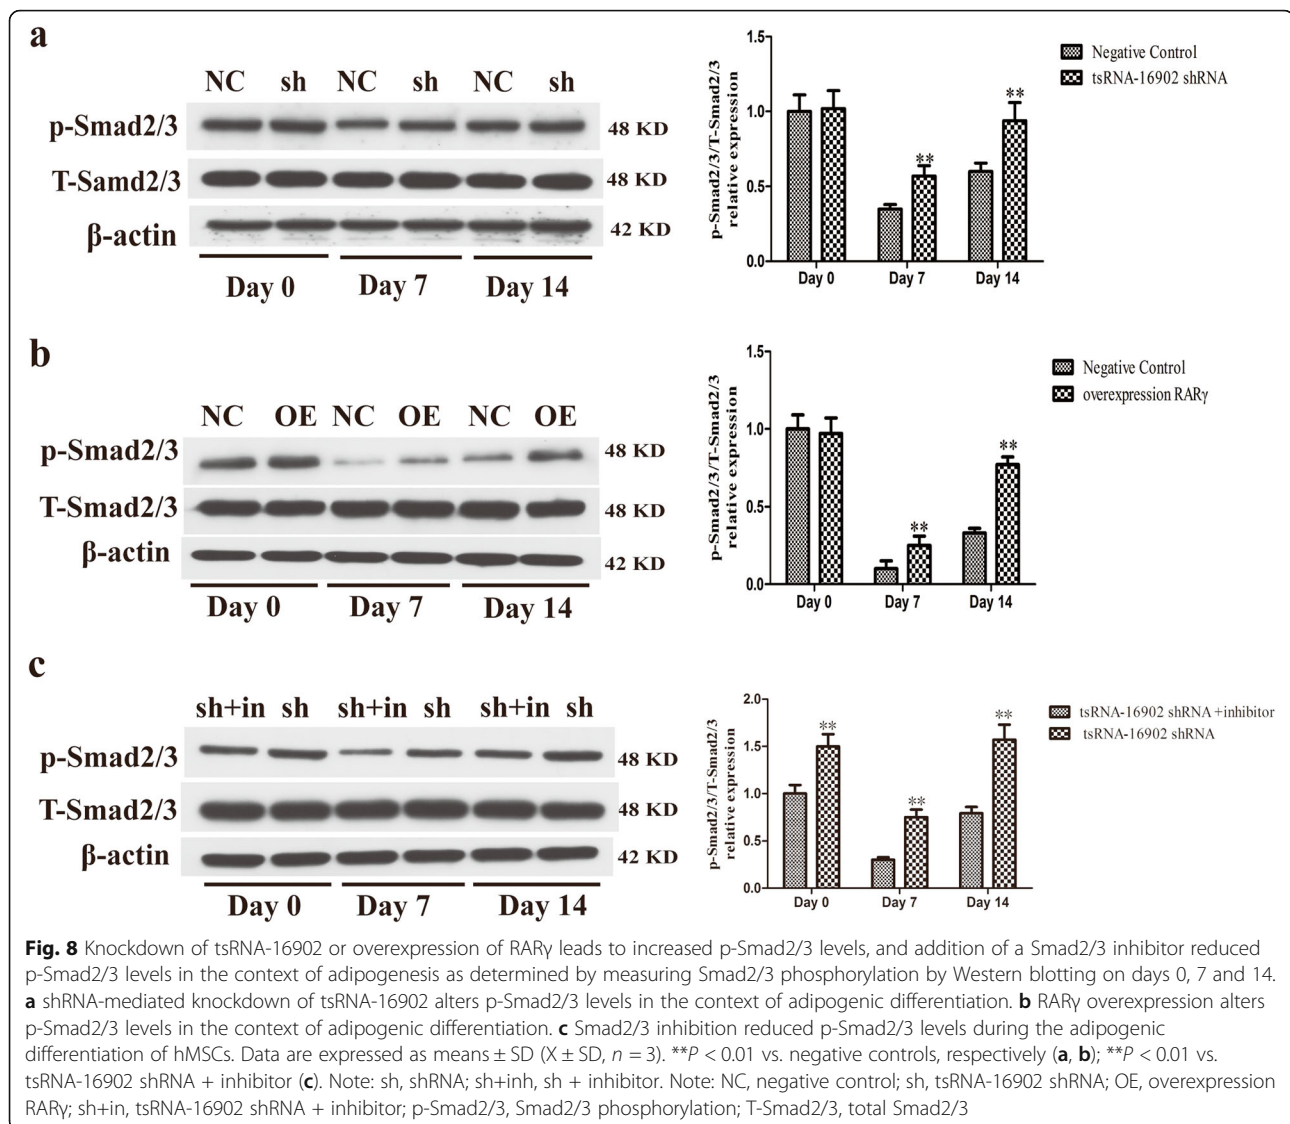 a
NC sh NC sh NC sh
p-Smad2/3
48 KD
T-Samd2/3
48 KD
β-actin
42 KD
Day 0 Day 7 Day 14
p-Smad2/3/T-Smad2/3
relative expression
1.5
1.0
0.5
0.0
** **
Day 0 Day 7 Day 14
Negative Control
tsRNA-16902 shRNA
b
NC OE NC OE NC OE
p-Smad2/3
48 KD
T-Smad2/3
48 KD
β-actin
42 KD
Day 0 Day 7 Day 14
p-Smad2/3/T-Smad2/3
relative expression
1.5
1.0
0.5
0.0
** **
Day 0 Day 7 Day 14
Negative Control
overexpression RARγ
c
sh+in sh sh+in sh sh+in sh
p-Smad2/3
48 KD
T-Smad2/3
48 KD
β-actin
42 KD
Day 0 Day 7 Day 14
p-Smad2/3/T-Smad2/3
relative expression
2.0
1.5
1.0
0.5
0.0
** ** **
Day 0 Day 7 Day 14
tsRNA-16902 shRNA +inhibitor
tsRNA-16902 shRNA
Fig. 8 Knockdown of tsRNA-16902 or overexpression of RARγ leads to increased p-Smad2/3 levels, and addition of a Smad2/3 inhibitor reduced
p-Smad2/3 levels in the context of adipogenesis as determined by measuring Smad2/3 phosphorylation by Western blotting on days 0, 7 and 14.
a shRNA-mediated knockdown of tsRNA-16902 alters p-Smad2/3 levels in the context of adipogenic differentiation. b RARγ overexpression alters
p-Smad2/3 levels in the context of adipogenic differentiation. c Smad2/3 inhibition reduced p-Smad2/3 levels during the adipogenic
differentiation of hMSCs. Data are expressed as means ± SD (X ± SD, n = 3). **P < 0.01 vs. negative controls, respectively (a, b); **P < 0.01 vs.
tsRNA-16902 shRNA + inhibitor (c). Note: sh, shRNA; sh+inh, sh + inhibitor. Note: NC, negative control; sh, tsRNA-16902 shRNA; OE, overexpression
RARγ; sh+in, tsRNA-16902 shRNA + inhibitor; p-Smad2/3, Smad2/3 phosphorylation; T-Smad2/3, total Smad2/3